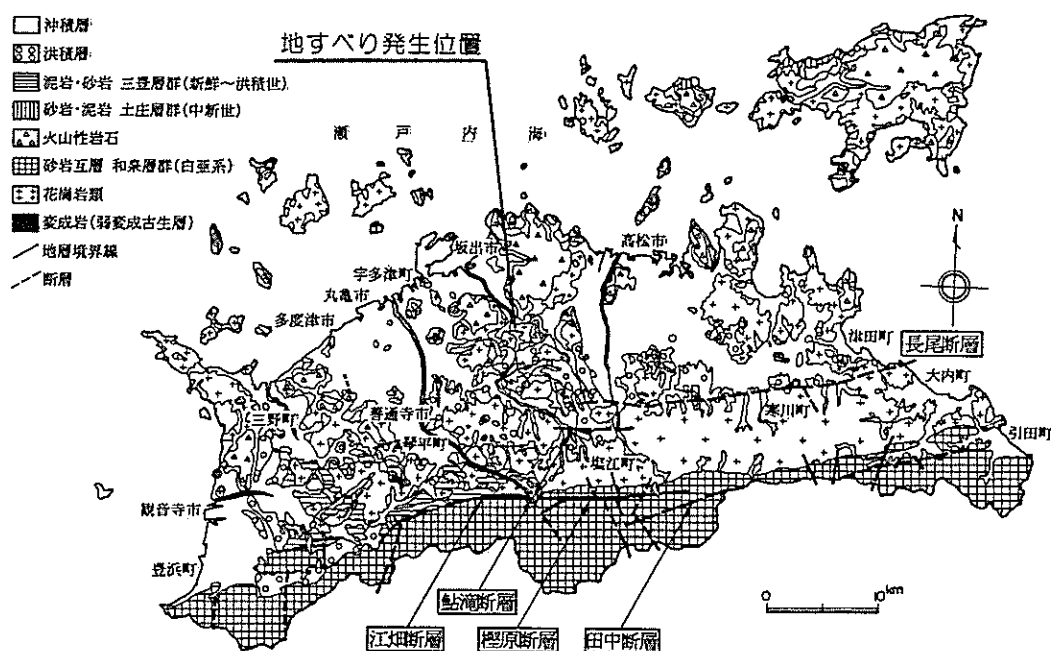 沖積層
洪積層
泥岩・砂岩 三豊層群(新鮮～洪積世)
砂岩・泥岩 土庄層群(中新世)
火山性岩石
砂岩互層 和泉層群(白亜系)
花崗岩類
変成岩(弱変成古生層)
地層境界線
断層
地すべり発生位置
瀬戸内海
N
坂出市
高松市
宇多津町
丸亀市
多度津市
津田町
長尾断層
大内町
三野町
善通寺市
寒川町
引田町
琴平町
塩江町
観音寺市
豊浜町
鮎滝断層
江畑断層
樫原断層
田中断層
0
10km